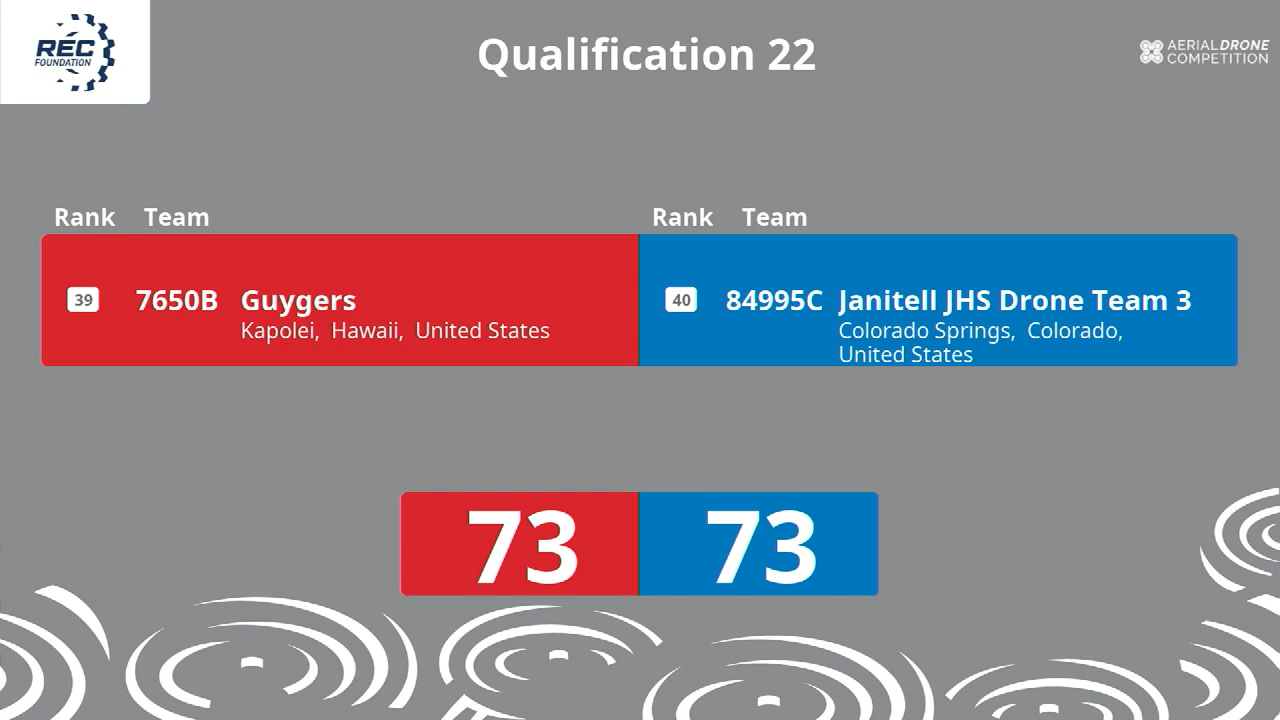 REC
FOUNDATION
Qualification 22
AERIALDRONE
COMPETITION
Rank Team
Rank Team
39 7650B Guygers
Kapolei, Hawaii, United States
40 84995C Janitell JHS Drone Team 3
Colorado Springs, Colorado,
United States
73 73